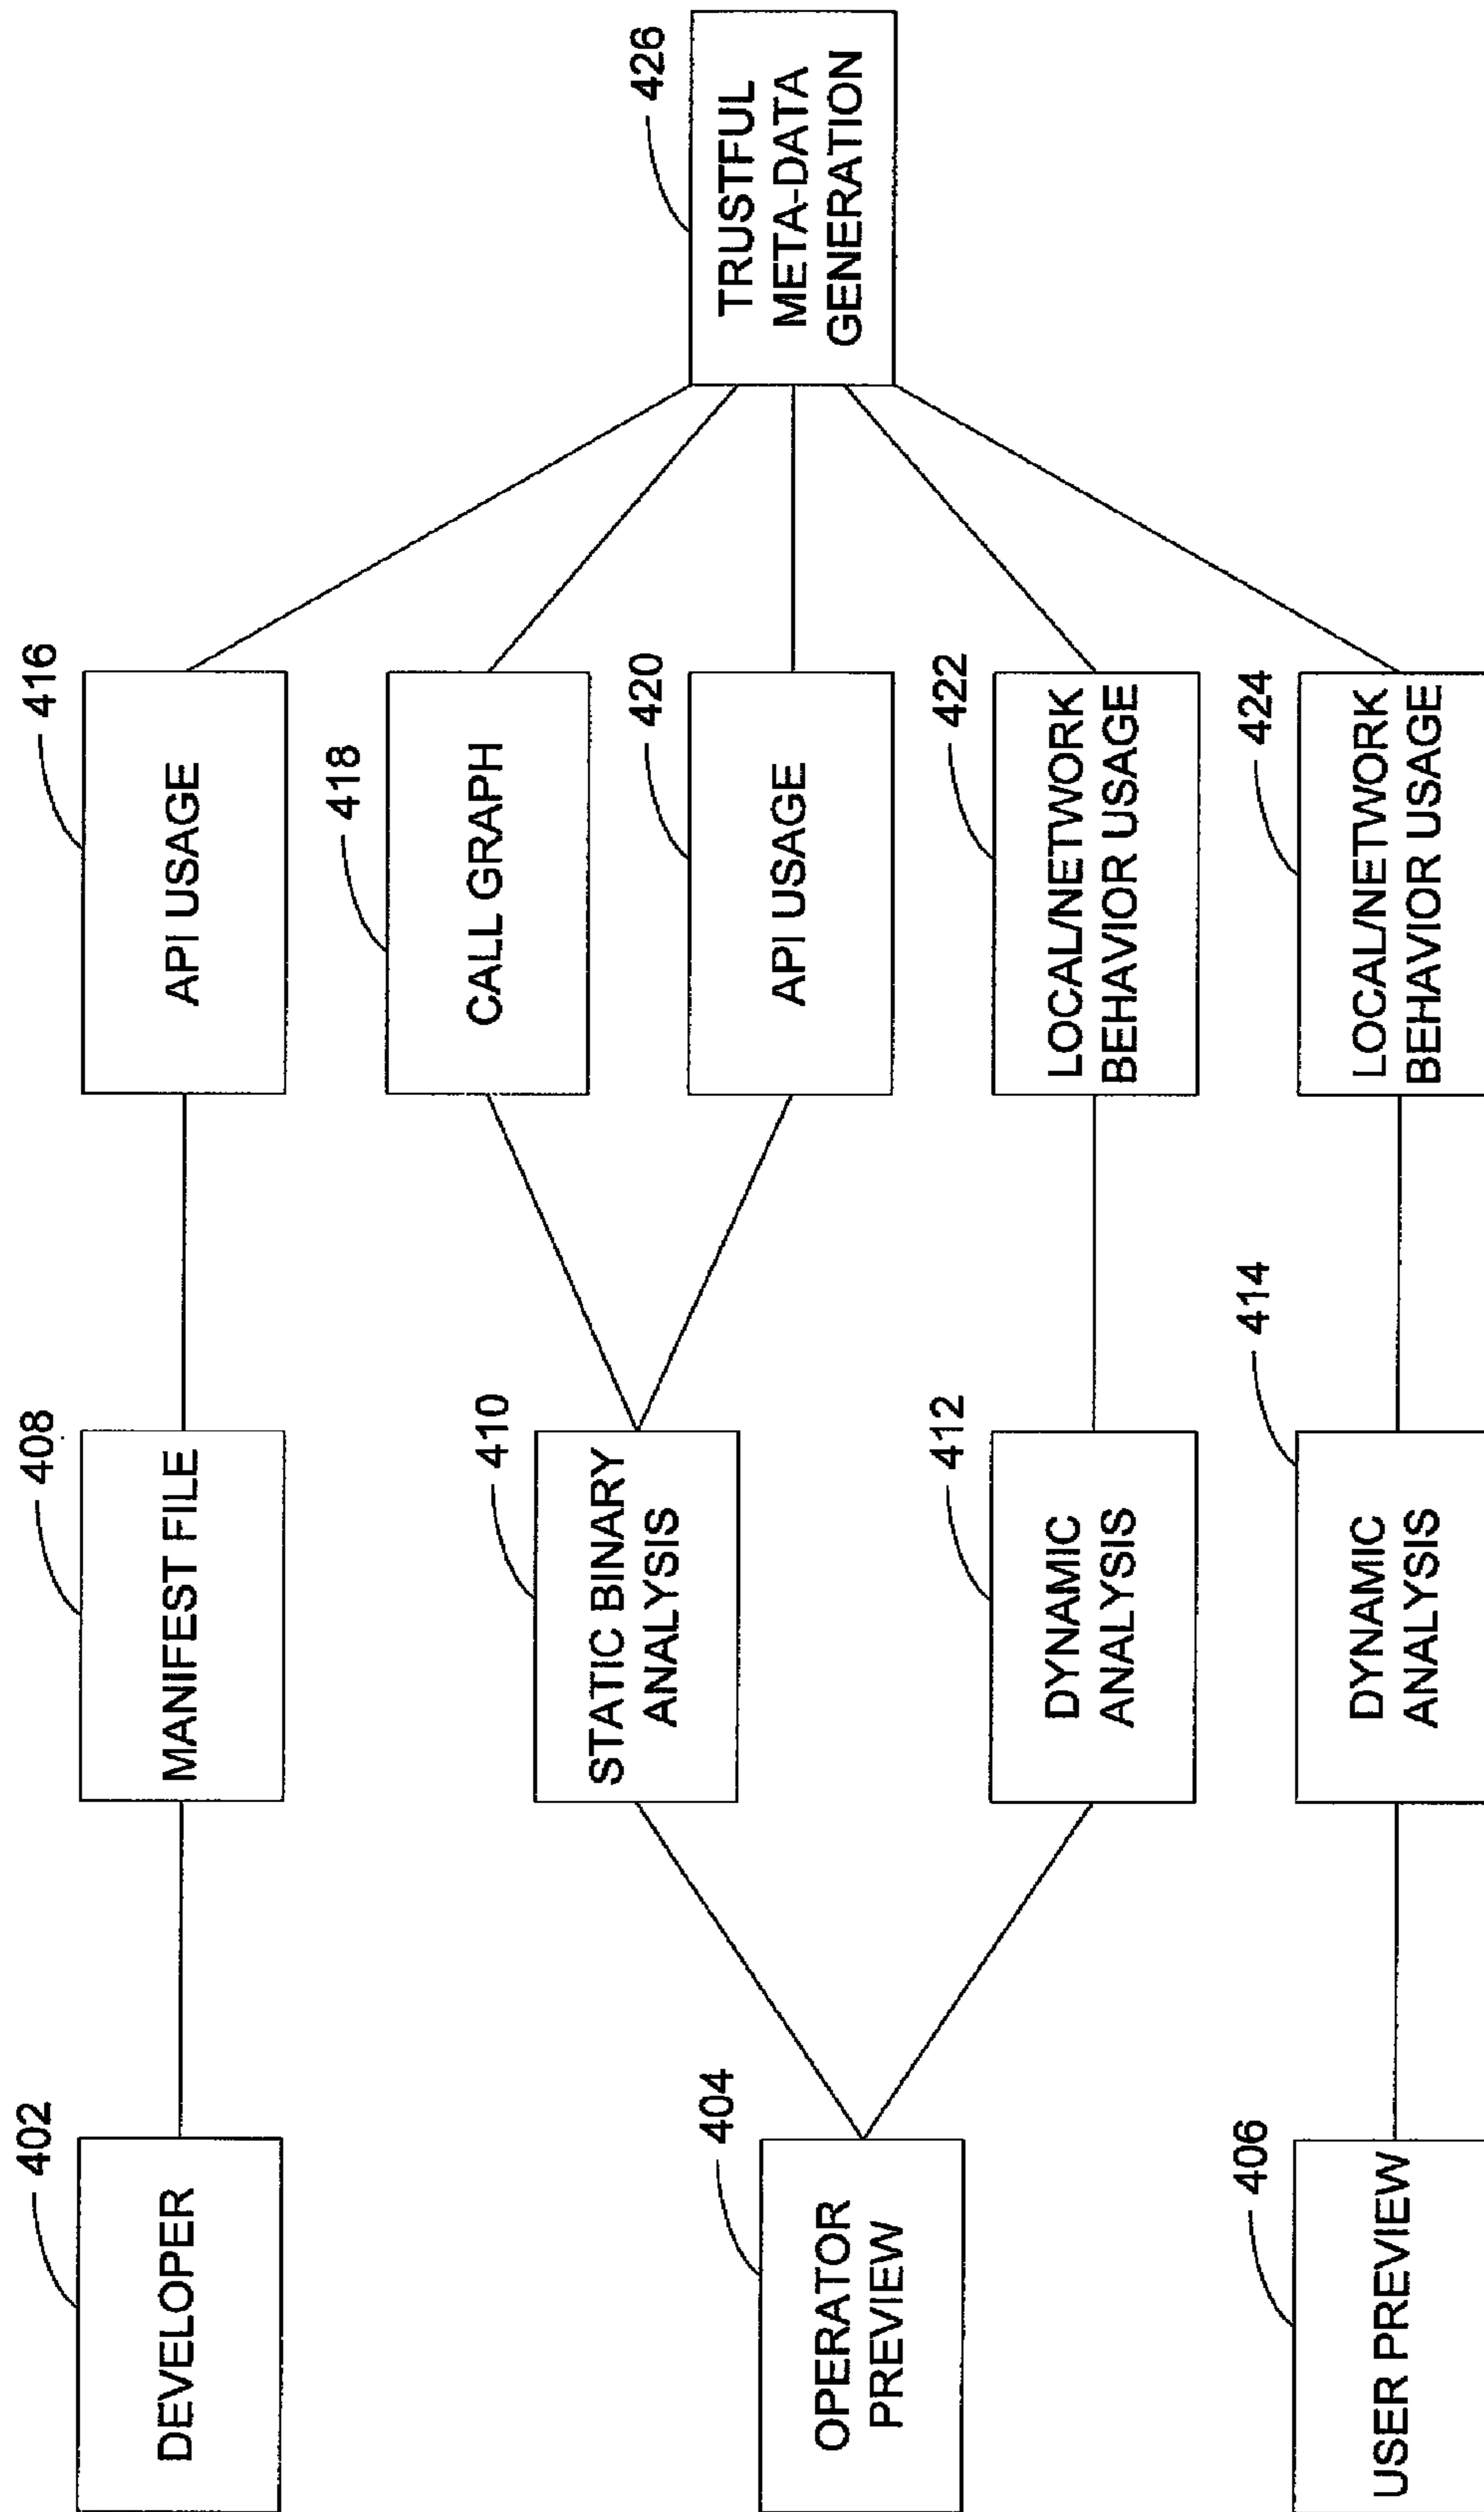 402
DEVELOPER
404
OPERATOR
PREVIEW
406
USER PREVIEW
408
MANIFEST FILE
410
STATIC BINARY
ANALYSIS
412
DYNAMIC
ANALYSIS
414
DYNAMIC
ANALYSIS
416
API USAGE
418
CALL GRAPH
420
API USAGE
422
LOCAL/NETWORK
BEHAVIOR USAGE
424
LOCAL/NETWORK
BEHAVIOR USAGE
426
TRUSTFUL
META-DATA
GENERATION